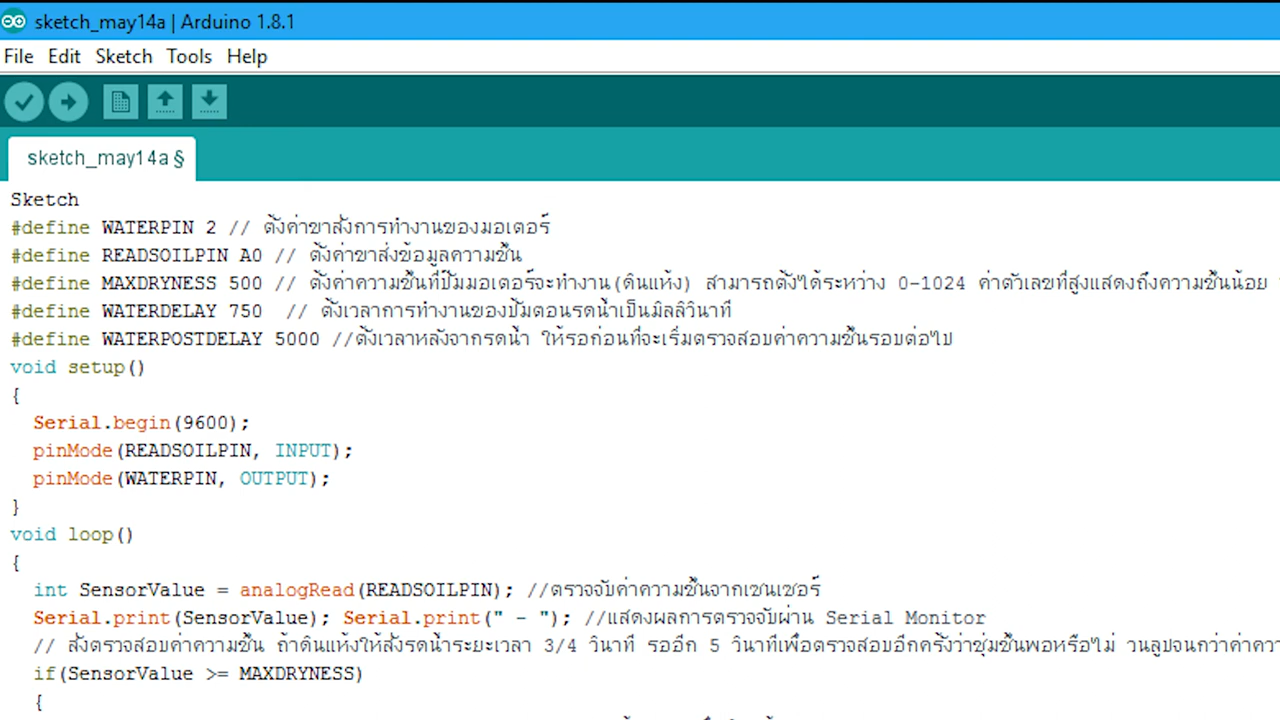 sketch_may14a | Arduino 1.8.1
File Edit Sketch Tools Help
sketch_may14a §
Sketch
#define WATERPIN 2 // ตั้งค่าขาสั่งการทำงานของมอเตอร์
#define READSOILPIN A0 // ตั้งค่าขาส่งข้อมูลความชื้น
#define MAXDRYNESS 500 // ตั้งค่าความชื้นที่ปั๊มมอเตอร์จะทำงาน(ดินแห้ง) สามารถตั้งได้ระหว่าง 0-1024 ค่าตัวเลขที่สูงแสดงถึงความชื้นน้อย
#define WATERDELAY 750 // ตั้งเวลาการทำงานของปั้มตอนรดน้ำเป็นมิลลิวินาที
#define WATERPOSTDELAY 5000 //ตั้งเวลาหลังจากรดน้ำ ให้รอก่อนที่จะเริ่มตรวจสอบค่าความชื้นรอบต่อไป
void setup()
{
Serial.begin(9600);
pinMode(READSOILPIN, INPUT);
pinMode(WATERPIN, OUTPUT);
}
void loop()
{
int SensorValue = analogRead(READSOILPIN); //ตรวจจับค่าความชื้นจากเซนเซอร์
Serial.print(SensorValue); Serial.print(" - "); //แสดงผลการตรวจจับผ่าน Serial Monitor
// สั่งตรวจสอบค่าความชื้น ถ้าดินแห้งให้สั่งรดน้ำระยะเวลา 3/4 วินาที รออีก 5 วินาทีเพื่อตรวจสอบอีกครั้งว่าชุ่มชื้นพอหรือไม่ วนลูปจนกว่าค่าความ
if(SensorValue >= MAXDRYNESS)
{